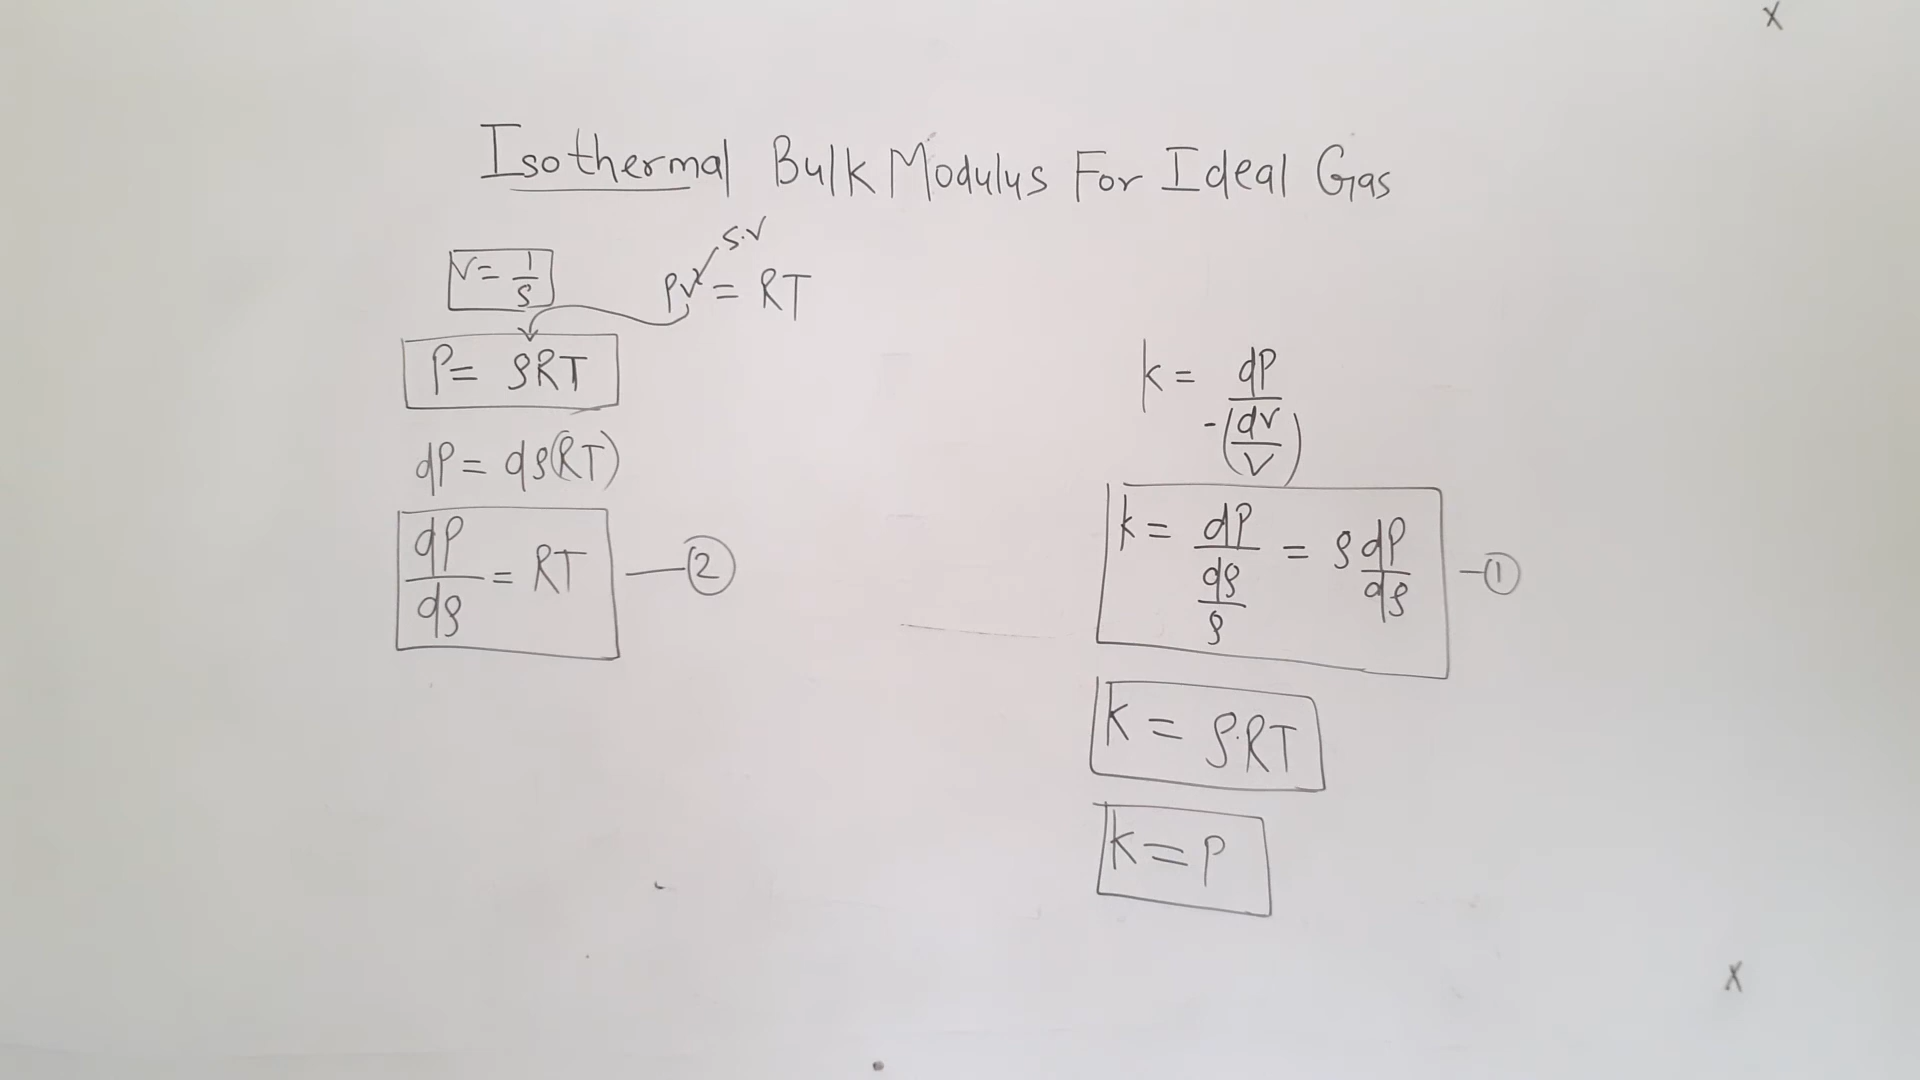 X
Isothermal Bulk Modulus For Ideal Gas
S.V
v = 1/ρ
Pv = RT
P = ρRT
dP = dρ(RT)
dP/dρ = RT —②
k = dP/-(dv/v)
k = dP/(dρ/ρ) = ρ dP/dρ —①
k = ρ.RT
k = P
X